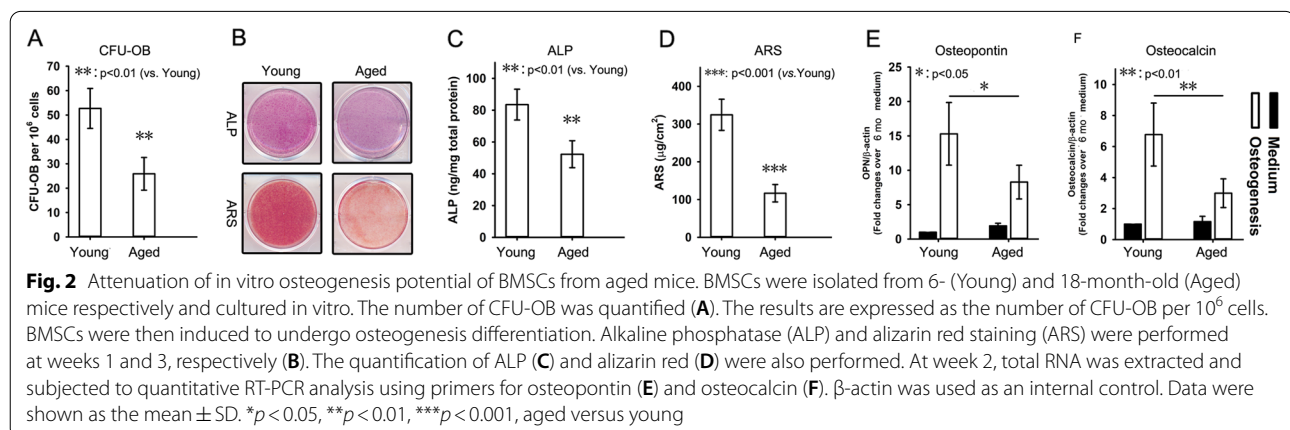 A
CFU-OB
**: p<0.01 (vs. Young)
CFU-OB per 10⁶ cells
70
60
50
40
30
20
10
0
**
Young
Aged
B
Young
Aged
ALP
ARS
C
ALP
**: p<0.01 (vs. Young)
ALP (ng/mg total protein)
100
80
60
40
20
0
**
Young
Aged
D
ARS
***: p<0.001 (vs.Young)
ARS (μg/cm²)
400
300
200
100
0
***
Young
Aged
E
Osteopontin
*: p<0.05
OPN/β-actin
(Fold changes over 6 mo medium)
25
20
15
10
5
0
*
Young
Aged
F
Osteocalcin
**: p<0.01
Osteocalcin/β-actin
(Fold changes over 6 mo medium)
10
8
6
4
2
0
**
Young
Aged
Medium
Osteogenesis
Fig. 2 Attenuation of in vitro osteogenesis potential of BMSCs from aged mice. BMSCs were isolated from 6- (Young) and 18-month-old (Aged)
mice respectively and cultured in vitro. The number of CFU-OB was quantified (A). The results are expressed as the number of CFU-OB per 10⁶ cells.
BMSCs were then induced to undergo osteogenesis differentiation. Alkaline phosphatase (ALP) and alizarin red staining (ARS) were performed
at weeks 1 and 3, respectively (B). The quantification of ALP (C) and alizarin red (D) were also performed. At week 2, total RNA was extracted and
subjected to quantitative RT-PCR analysis using primers for osteopontin (E) and osteocalcin (F). β-actin was used as an internal control. Data were
shown as the mean ± SD. *p < 0.05, **p < 0.01, ***p < 0.001, aged versus young